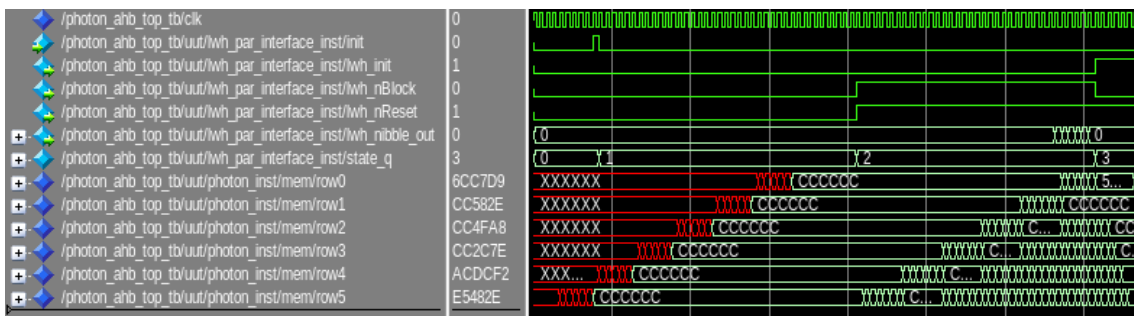 /photon_ahb_top_tb/clk 0
/photon_ahb_top_tb/uut/lwh_par_interface_inst/init 0
/photon_ahb_top_tb/uut/lwh_par_interface_inst/lwh_init 1
/photon_ahb_top_tb/uut/lwh_par_interface_inst/lwh_nBlock 0
/photon_ahb_top_tb/uut/lwh_par_interface_inst/lwh_nReset 1
/photon_ahb_top_tb/uut/lwh_par_interface_inst/lwh_nibble_out 0 0 0
/photon_ahb_top_tb/uut/lwh_par_interface_inst/state_q 3 0 1 2 3
/photon_ahb_top_tb/uut/photon_inst/mem/row0 6CC7D9 XXXXXX CCCCCC 5...
/photon_ahb_top_tb/uut/photon_inst/mem/row1 CC582E XXXXXX CCCCCC CCCCCC
/photon_ahb_top_tb/uut/photon_inst/mem/row2 CC4FA8 XXXXXX CCCCCC C... CC
/photon_ahb_top_tb/uut/photon_inst/mem/row3 CC2C7E XXXXXX CCCCCC C... C.
/photon_ahb_top_tb/uut/photon_inst/mem/row4 ACDCF2 XXX... CCCCCC C...
/photon_ahb_top_tb/uut/photon_inst/mem/row5 E5482E CCCCCC C...